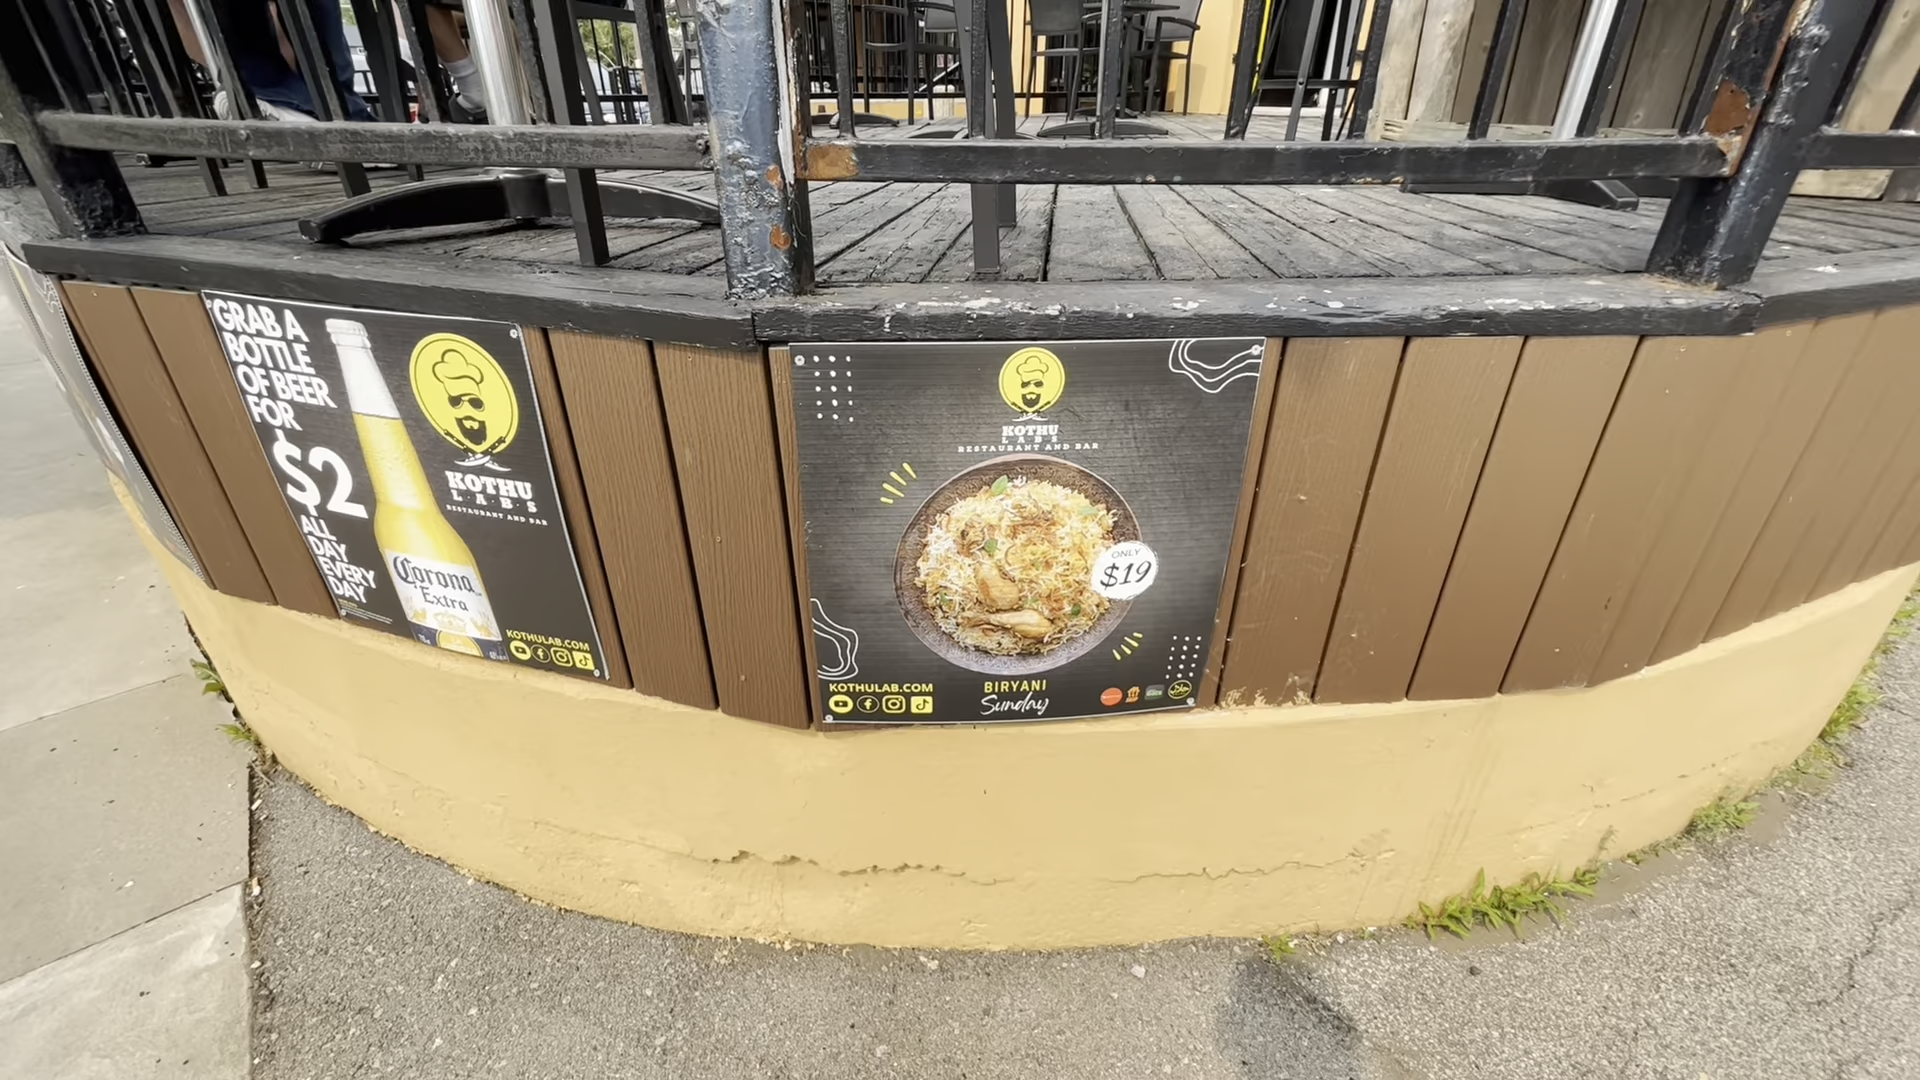 GRAB A
BOTTLE
OF BEER
FOR
$2
ALL
DAY
EVERY
DAY
KOTHU
L·A·B·S
RESTAURANT AND BAR
Corona
Extra
KOTHULAB.COM
KOTHU
LABS
RESTAURANT AND BAR
ONLY
$19
KOTHULAB.COM
BIRYANI
Sunday
حلال